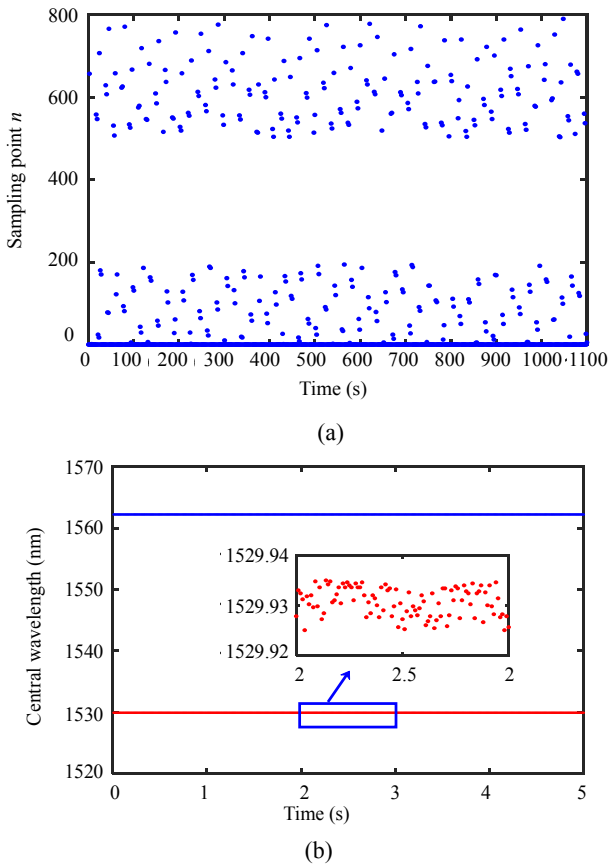 800
600
400
200
0
Sampling point n
0 100 200 300 400 500 600 700 800 900 1000 1100
Time (s)
(a)
1570
1560
1550
1540
1530
1520
Central wavelength (nm)
1529.94
1529.93
1529.92
2 2.5 2
0 1 2 3 4 5
Time (s)
(b)